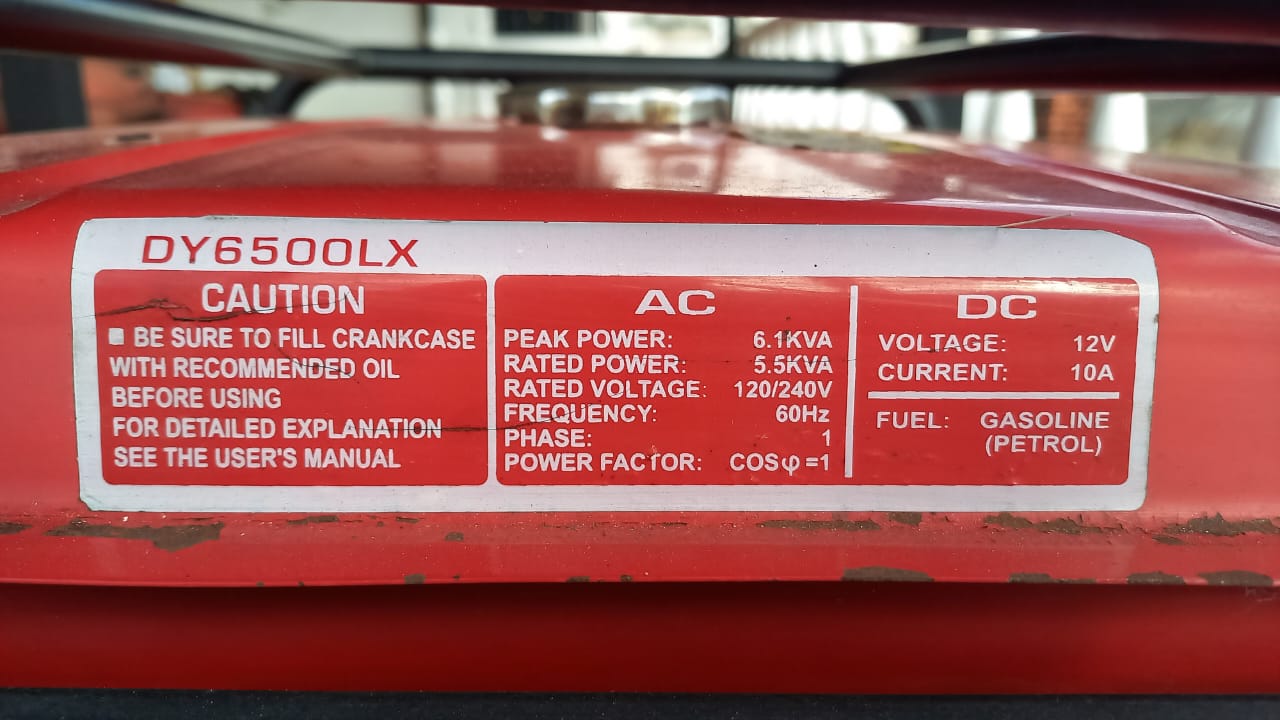 DY6500LX
CAUTION
■ BE SURE TO FILL CRANKCASE
WITH RECOMMENDED OIL
BEFORE USING
FOR DETAILED EXPLANATION
SEE THE USER'S MANUAL
AC
PEAK POWER: 6.1KVA
RATED POWER: 5.5KVA
RATED VOLTAGE: 120/240V
FREQUENCY: 60Hz
PHASE: 1
POWER FACTOR: COSφ=1
DC
VOLTAGE: 12V
CURRENT: 10A
FUEL: GASOLINE
(PETROL)